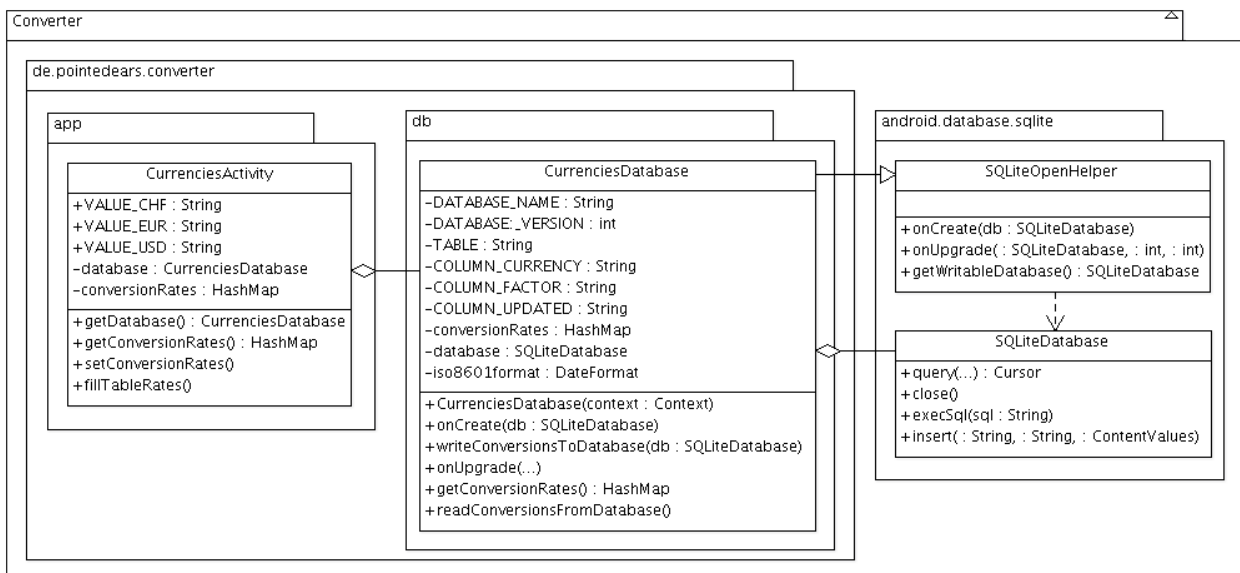 Converter
de.pointedears.converter
app
CurrenciesActivity
+VALUE_CHF : String
+VALUE_EUR : String
+VALUE_USD : String
-database : CurrenciesDatabase
-conversionRates : HashMap
+getDatabase() : CurrenciesDatabase
+getConversionRates() : HashMap
+setConversionRates()
+fillTableRates()
db
CurrenciesDatabase
-DATABASE_NAME : String
-DATABASE:_VERSION : int
-TABLE : String
-COLUMN_CURRENCY : String
-COLUMN_FACTOR : String
-COLUMN_UPDATED : String
-conversionRates : HashMap
-database : SQLiteDatabase
-iso8601format : DateFormat
+CurrenciesDatabase(context : Context)
+onCreate(db : SQLiteDatabase)
+writeConversionsToDatabase(db : SQLiteDatabase)
+onUpgrade(...)
+getConversionRates() : HashMap
+readConversionsFromDatabase()
android.database.sqlite
SQLiteOpenHelper
+onCreate(db : SQLiteDatabase)
+onUpgrade( : SQLiteDatabase, : int, : int)
+getWritableDatabase() : SQLiteDatabase
SQLiteDatabase
+query(...) : Cursor
+close()
+execSql(sql : String)
+insert( : String, : String, : ContentValues)